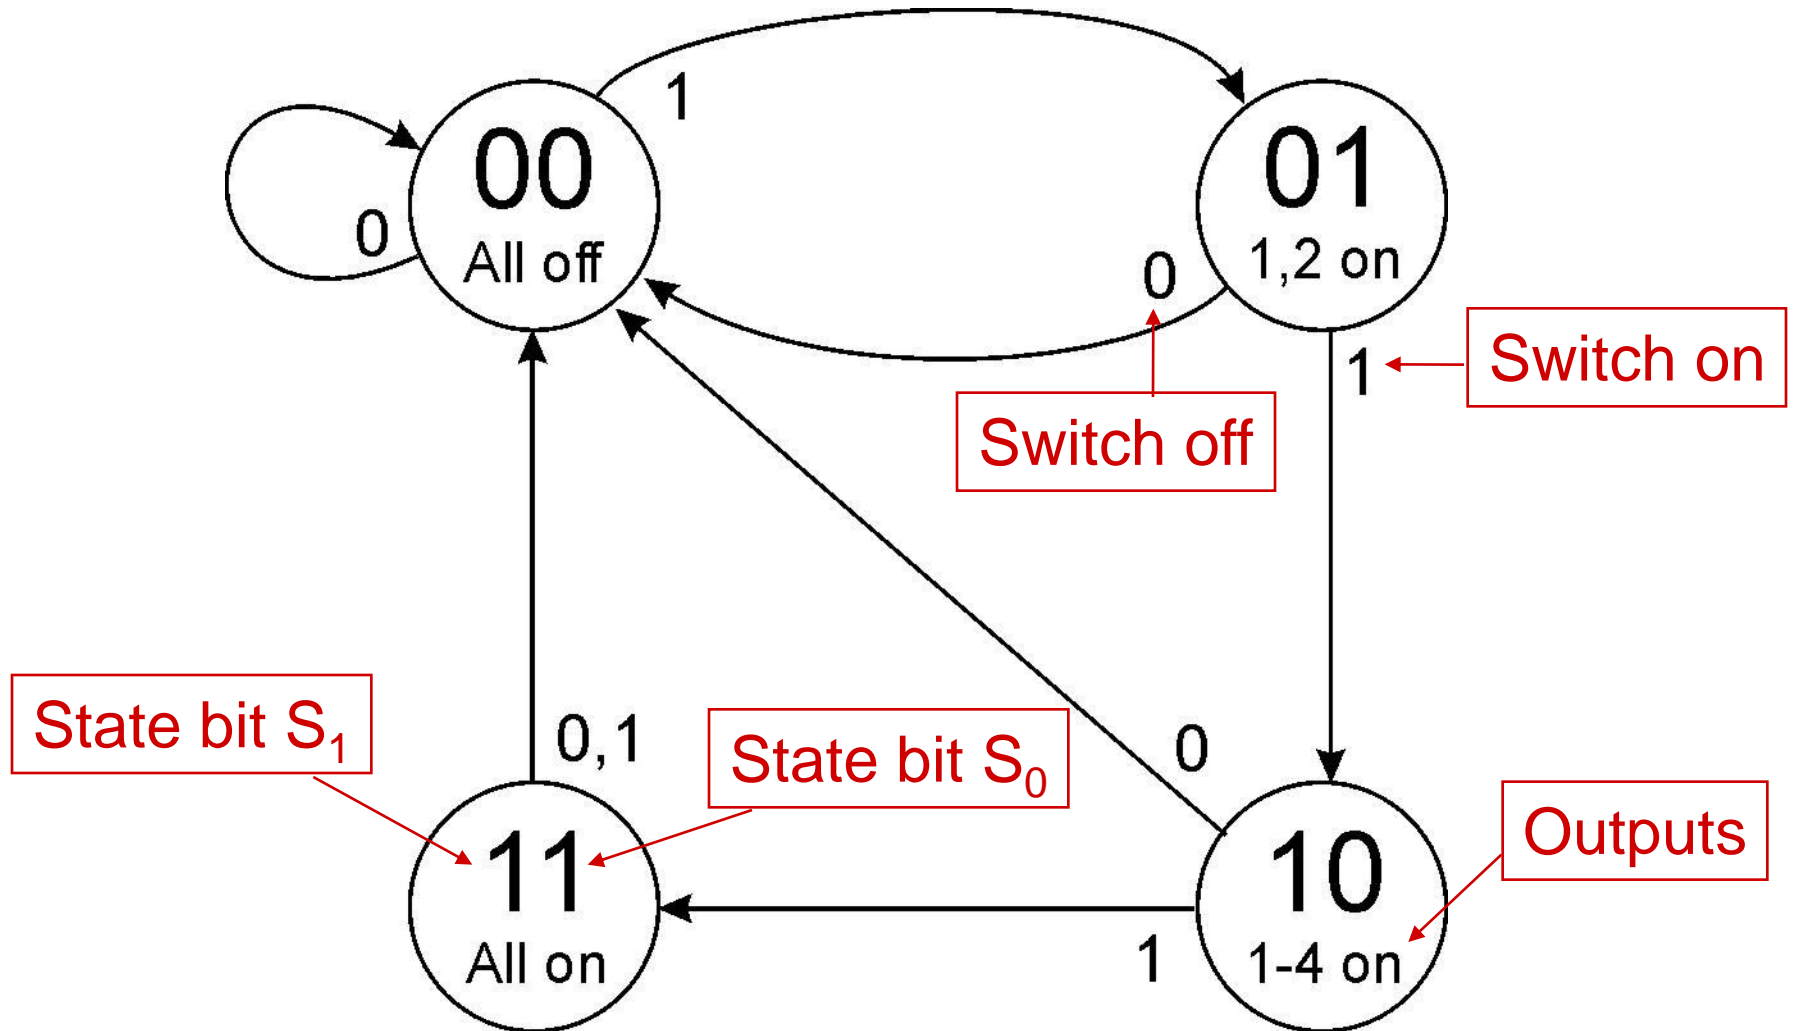 1
00
All off
0
01
1,2 on
0
1
Switch on
Switch off
State bit S₁
0,1
State bit S₀
0
Outputs
11
All on
10
1-4 on
1